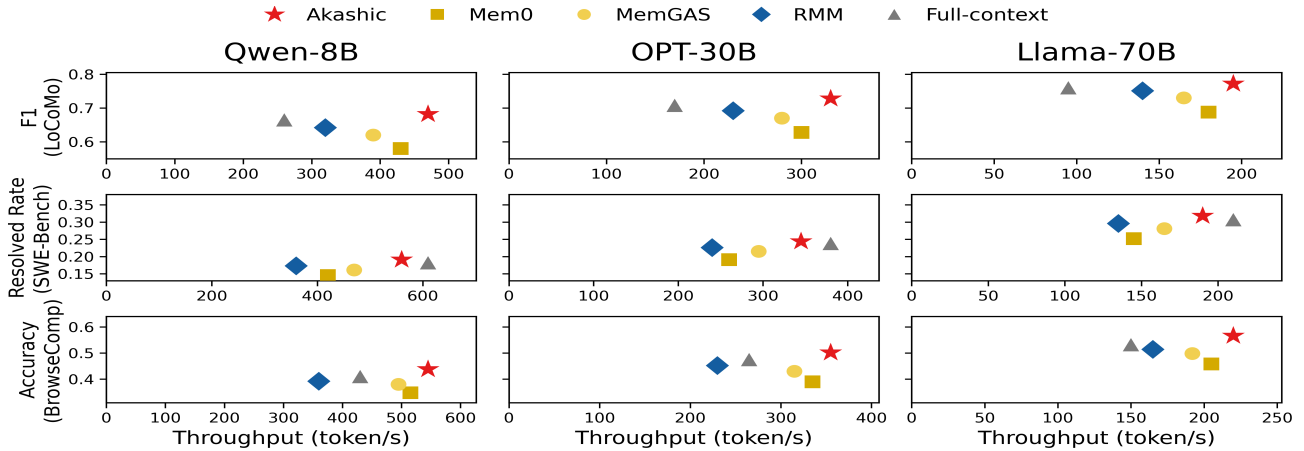 Akashic Mem0 MemGAS RMM Full-context
Qwen-8B OPT-30B Llama-70B
F1
(LoCoMo)
0.8
0.7
0.6
0 100 200 300 400 500
0 100 200 300
0 50 100 150 200
Resolved Rate
(SWE-Bench)
0.35
0.30
0.25
0.20
0.15
0 200 400 600
0 100 200 300 400
0 50 100 150 200
Accuracy
(BrowseComp)
0.6
0.5
0.4
0 100 200 300 400 500 600
0 100 200 300 400
0 50 100 150 200 250
Throughput (token/s) Throughput (token/s) Throughput (token/s)